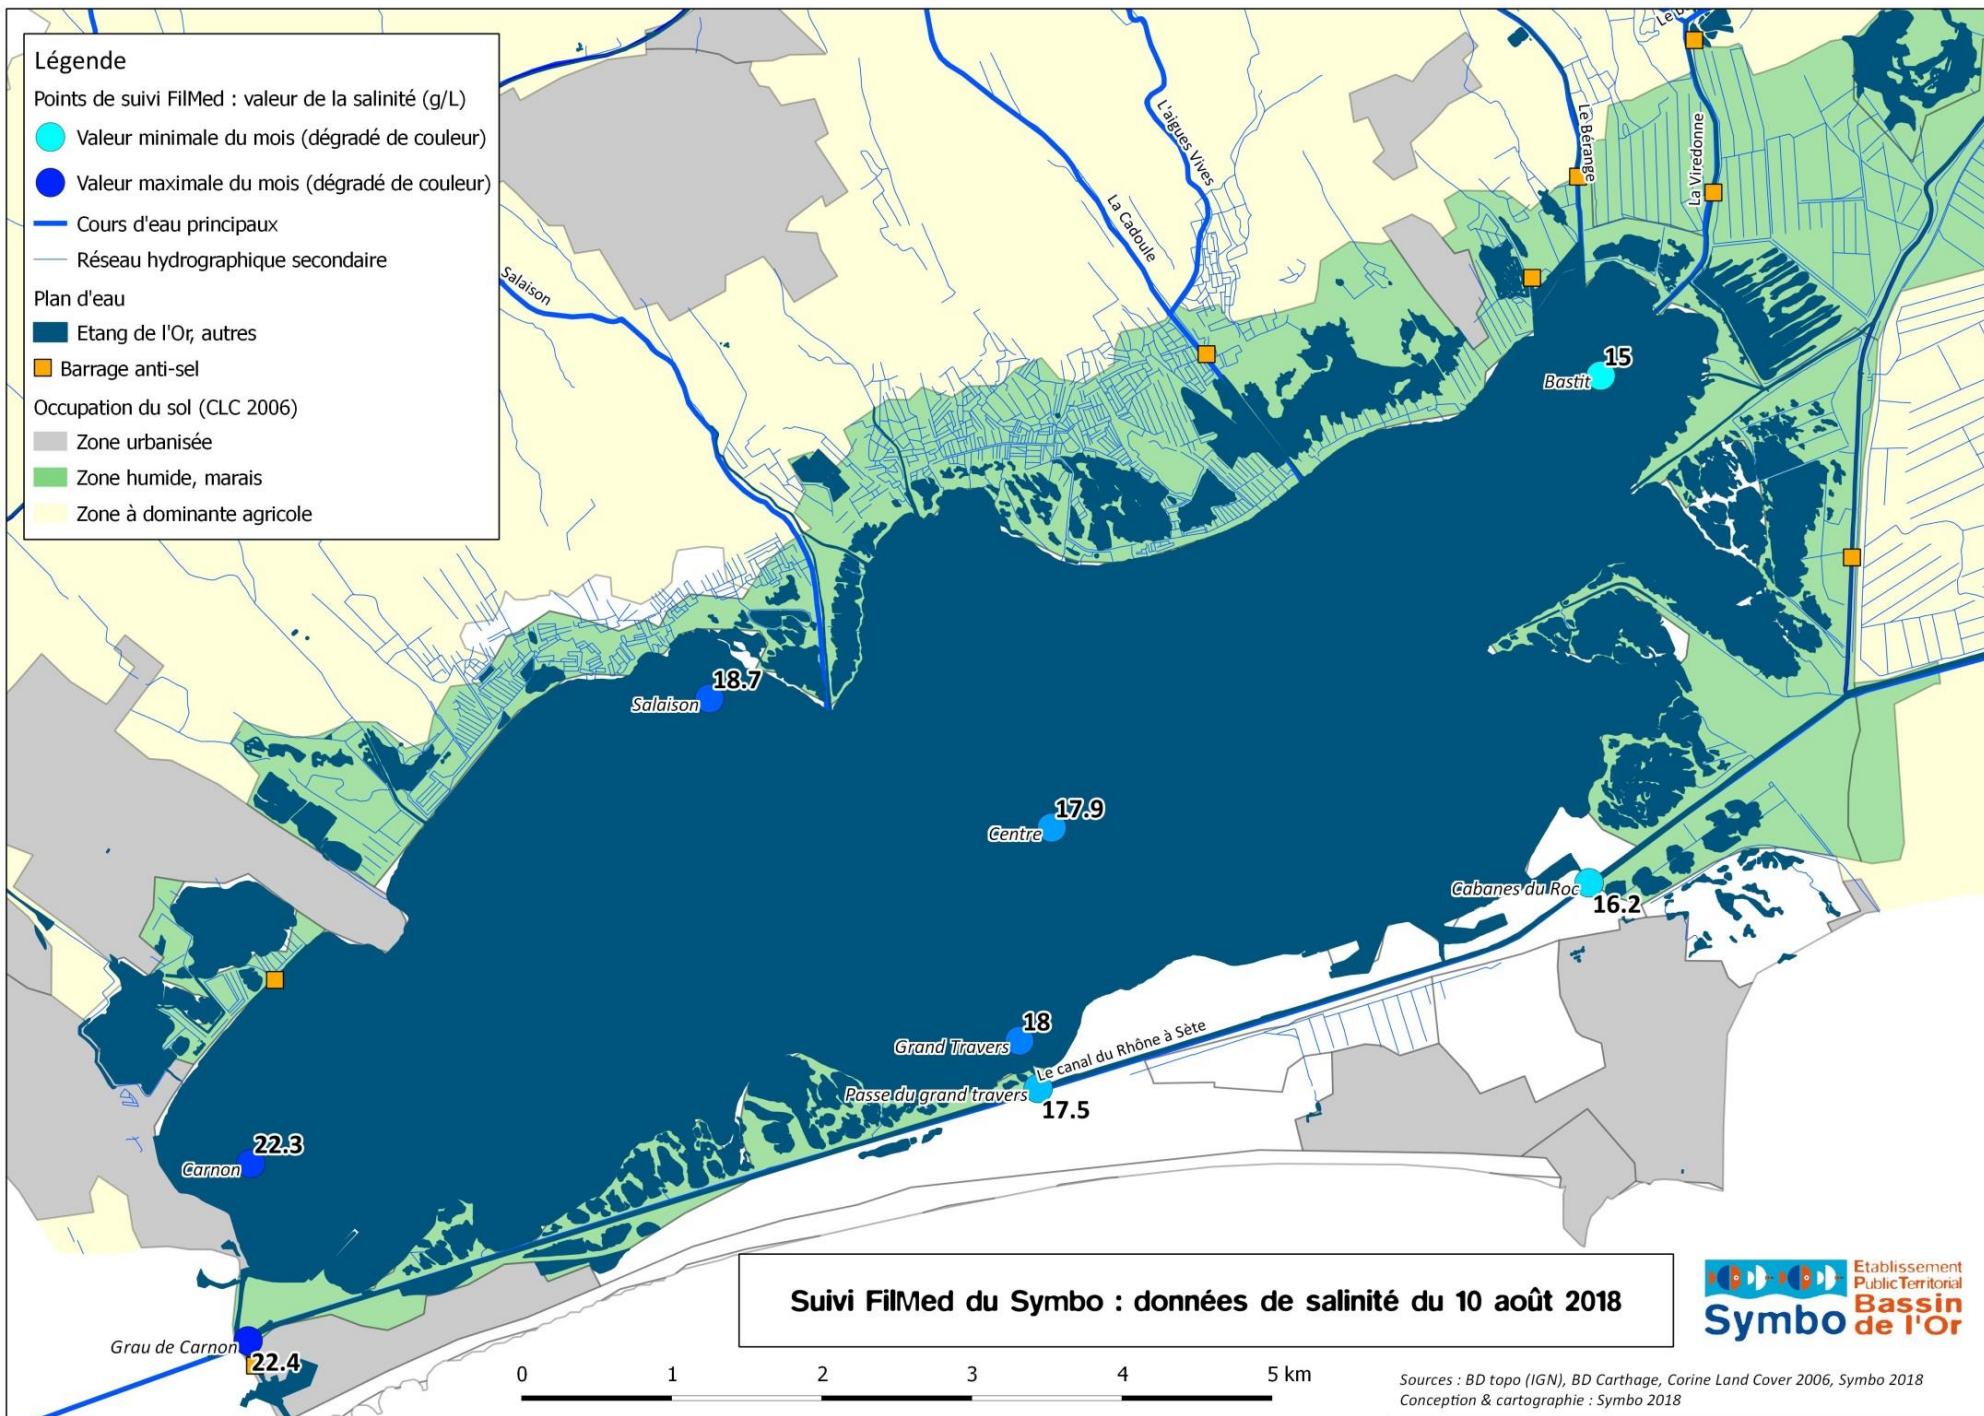 Légende
Points de suivi FilMed : valeur de la salinité (g/L)
Valeur minimale du mois (dégradé de couleur)
Valeur maximale du mois (dégradé de couleur)
Cours d'eau principaux
Réseau hydrographique secondaire
Plan d'eau
Etang de l'Or, autres
Barrage anti-sel
Occupation du sol (CLC 2006)
Zone urbanisée
Zone humide, marais
Zone à dominante agricole
Salaison
La Cadoule
L'aigues Vives
Le Bérange
La Viredonne
15
Bastit
18.7
Salaison
17.9
Centre
Cabanes du Roc
16.2
18
Grand Travers
Le canal du Rhône à Sète
Passe du grand travers
17.5
22.3
Carnon
Grau de Carnon
22.4
Suivi FilMed du Symbo : données de salinité du 10 août 2018
0 1 2 3 4 5 km
Symbo
Etablissement
Public Territorial
Bassin
de l'Or
Sources : BD topo (IGN), BD Carthage, Corine Land Cover 2006, Symbo 2018
Conception & cartographie : Symbo 2018